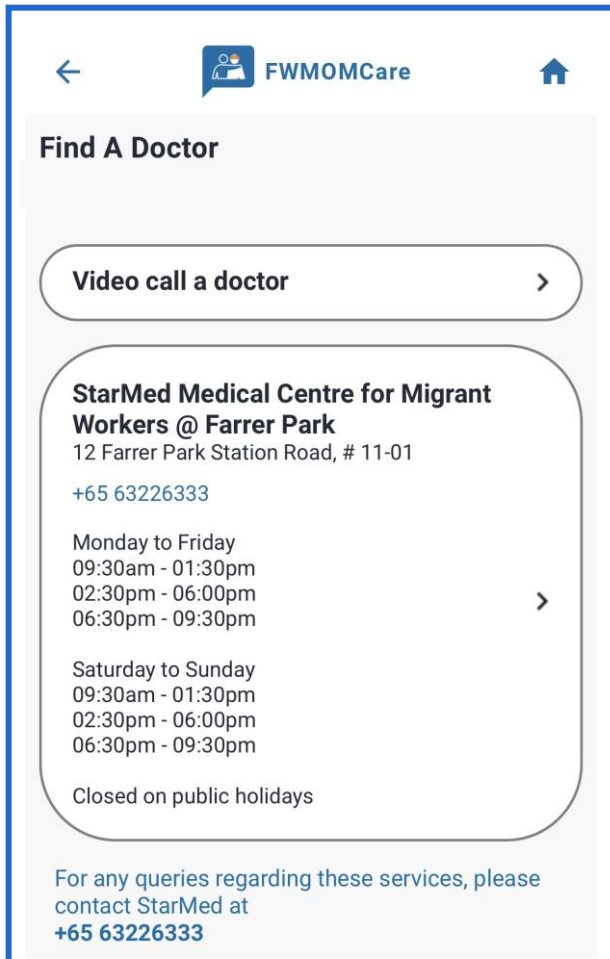 FWMOMCare
Find A Doctor
Video call a doctor
StarMed Medical Centre for Migrant
Workers @ Farrer Park
12 Farrer Park Station Road, # 11-01
+65 63226333
Monday to Friday
09:30am - 01:30pm
02:30pm - 06:00pm
06:30pm - 09:30pm
Saturday to Sunday
09:30am - 01:30pm
02:30pm - 06:00pm
06:30pm - 09:30pm
Closed on public holidays
For any queries regarding these services, please
contact StarMed at
+65 63226333